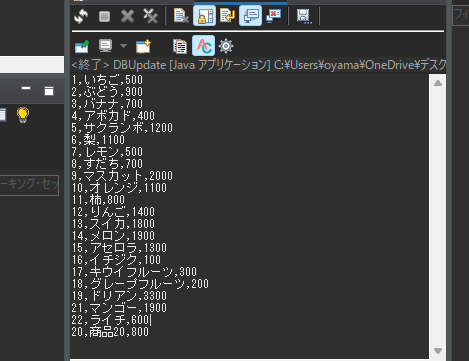 フィ
<終了> DBUpdate [Java アプリケーション] C:¥Users¥oyama¥OneDrive¥デスク
ーキング・セッ
1,いちご,500
2,ぶどう,900
3,バナナ,700
4,アボカド,400
5,サクランボ,1200
6,梨,1100
7,レモン,500
8,すだち,700
9,マスカット,2000
10,オレンジ,1100
11,柿,800
12,りんご,1400
13,スイカ,1800
14,メロン,1900
15,アセロラ,1300
16,イチジク,100
17,キウイフルーツ,300
18,グレープフルーツ,200
19,ドリアン,3300
21,マンゴー,1900
22,ライチ,600
20,商品20,800